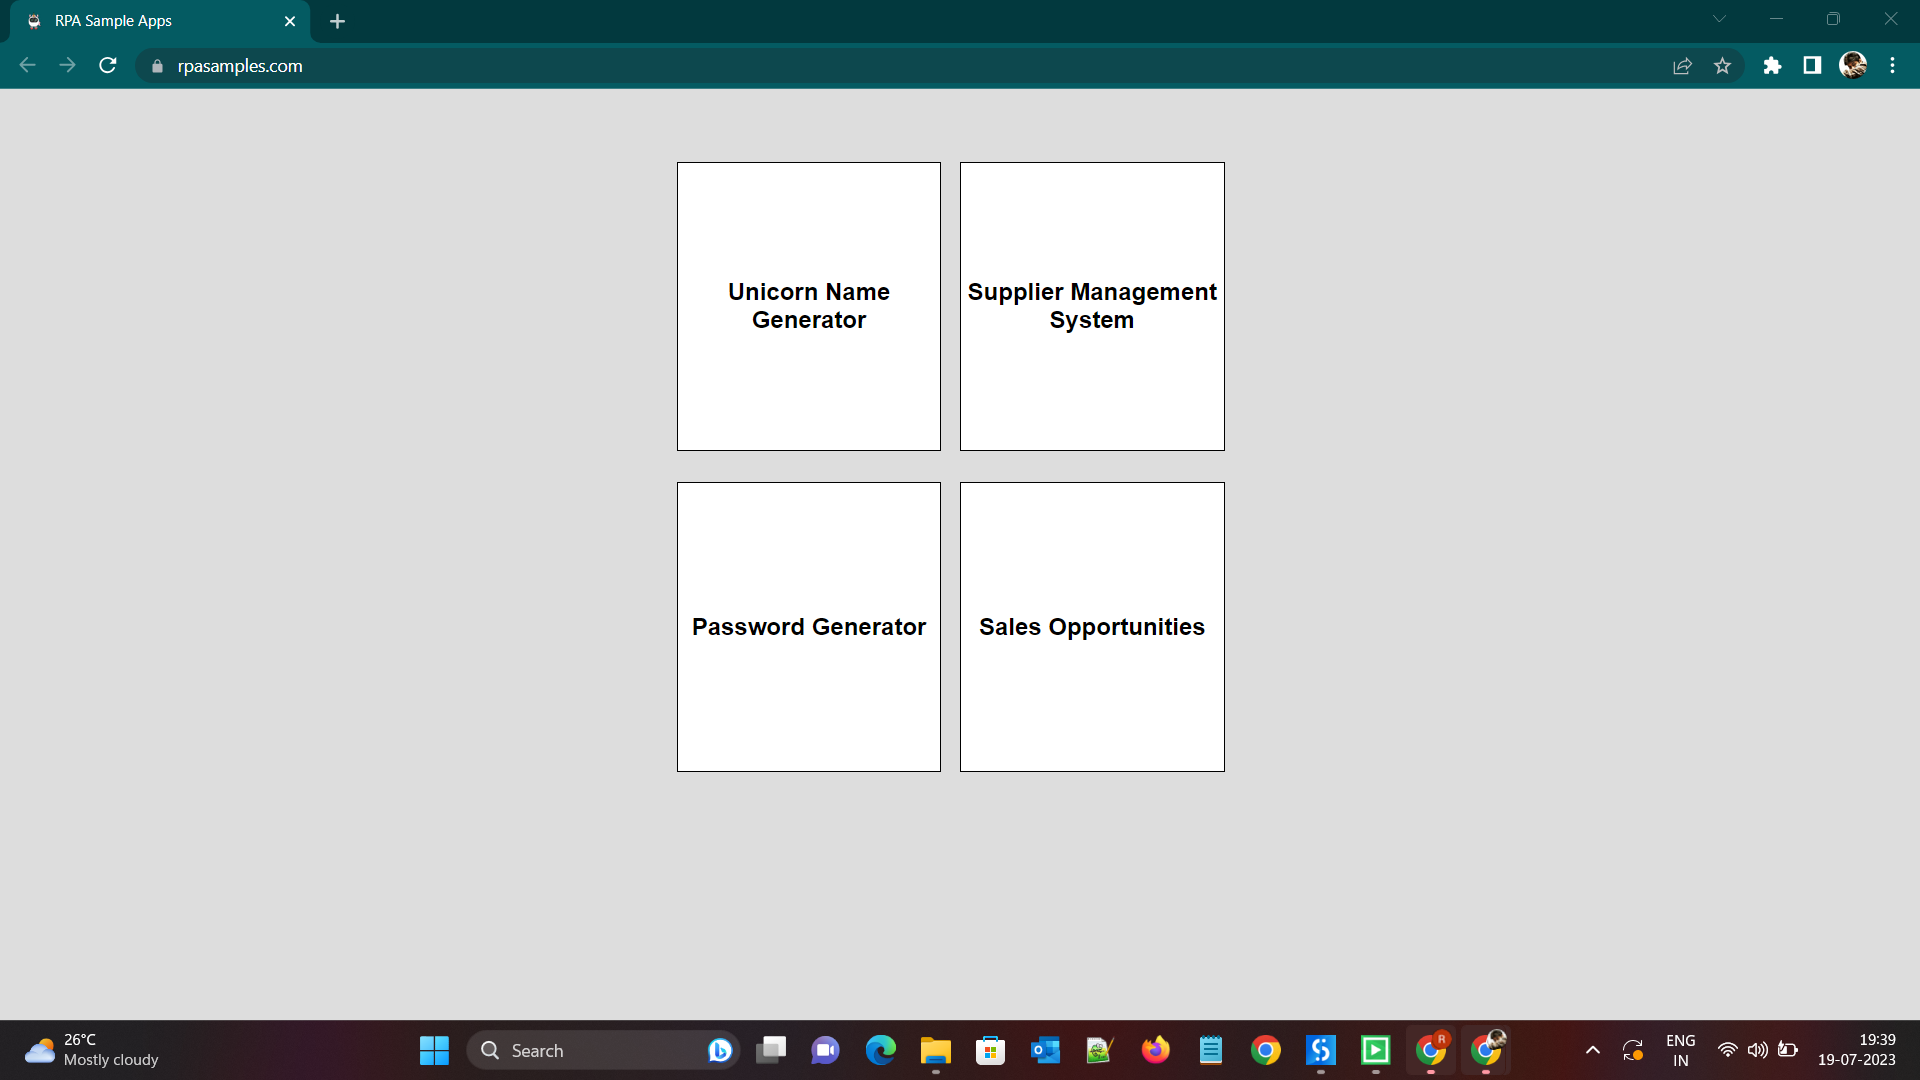 RPA Sample Apps
rpasamples.com
Unicorn Name
Generator
Supplier Management
System
Password Generator
Sales Opportunities
26°C
Mostly cloudy
Search
R
ENG
IN
19:39
19-07-2023